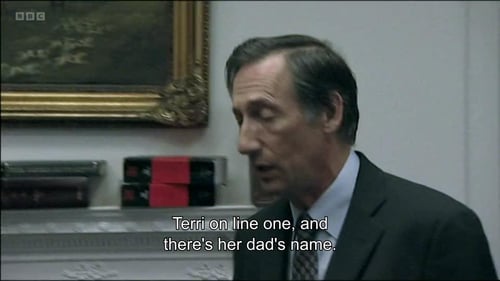 BBC
Terri on line one, and
there's her dad's name.